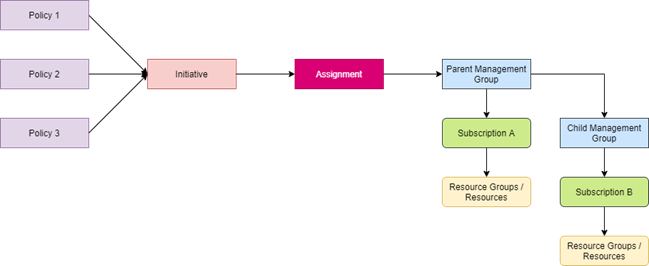 Policy 1
Policy 2
Initiative
Assignment
Parent Management
Group
Policy 3
Subscription A
Child Management
Group
Resource Groups /
Resources
Subscription B
Resource Groups /
Resources